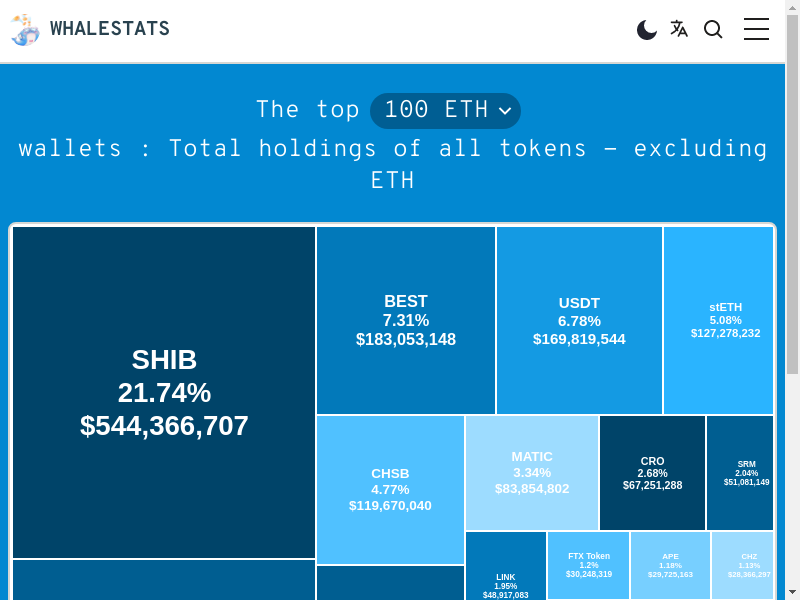 WHALESTATS
The top 100 ETH
wallets : Total holdings of all tokens - excluding
ETH
SHIB
21.74%
$544,366,707
BEST
7.31%
$183,053,148
USDT
6.78%
$169,819,544
stETH
5.08%
$127,278,232
CHSB
4.77%
$119,670,040
MATIC
3.34%
$83,854,802
CRO
2.68%
$67,251,288
SRM
2.04%
$51,081,149
LINK
1.95%
$48,917,083
FTX Token
1.2%
$30,248,319
APE
1.18%
$29,725,163
CHZ
1.13%
$28,366,297